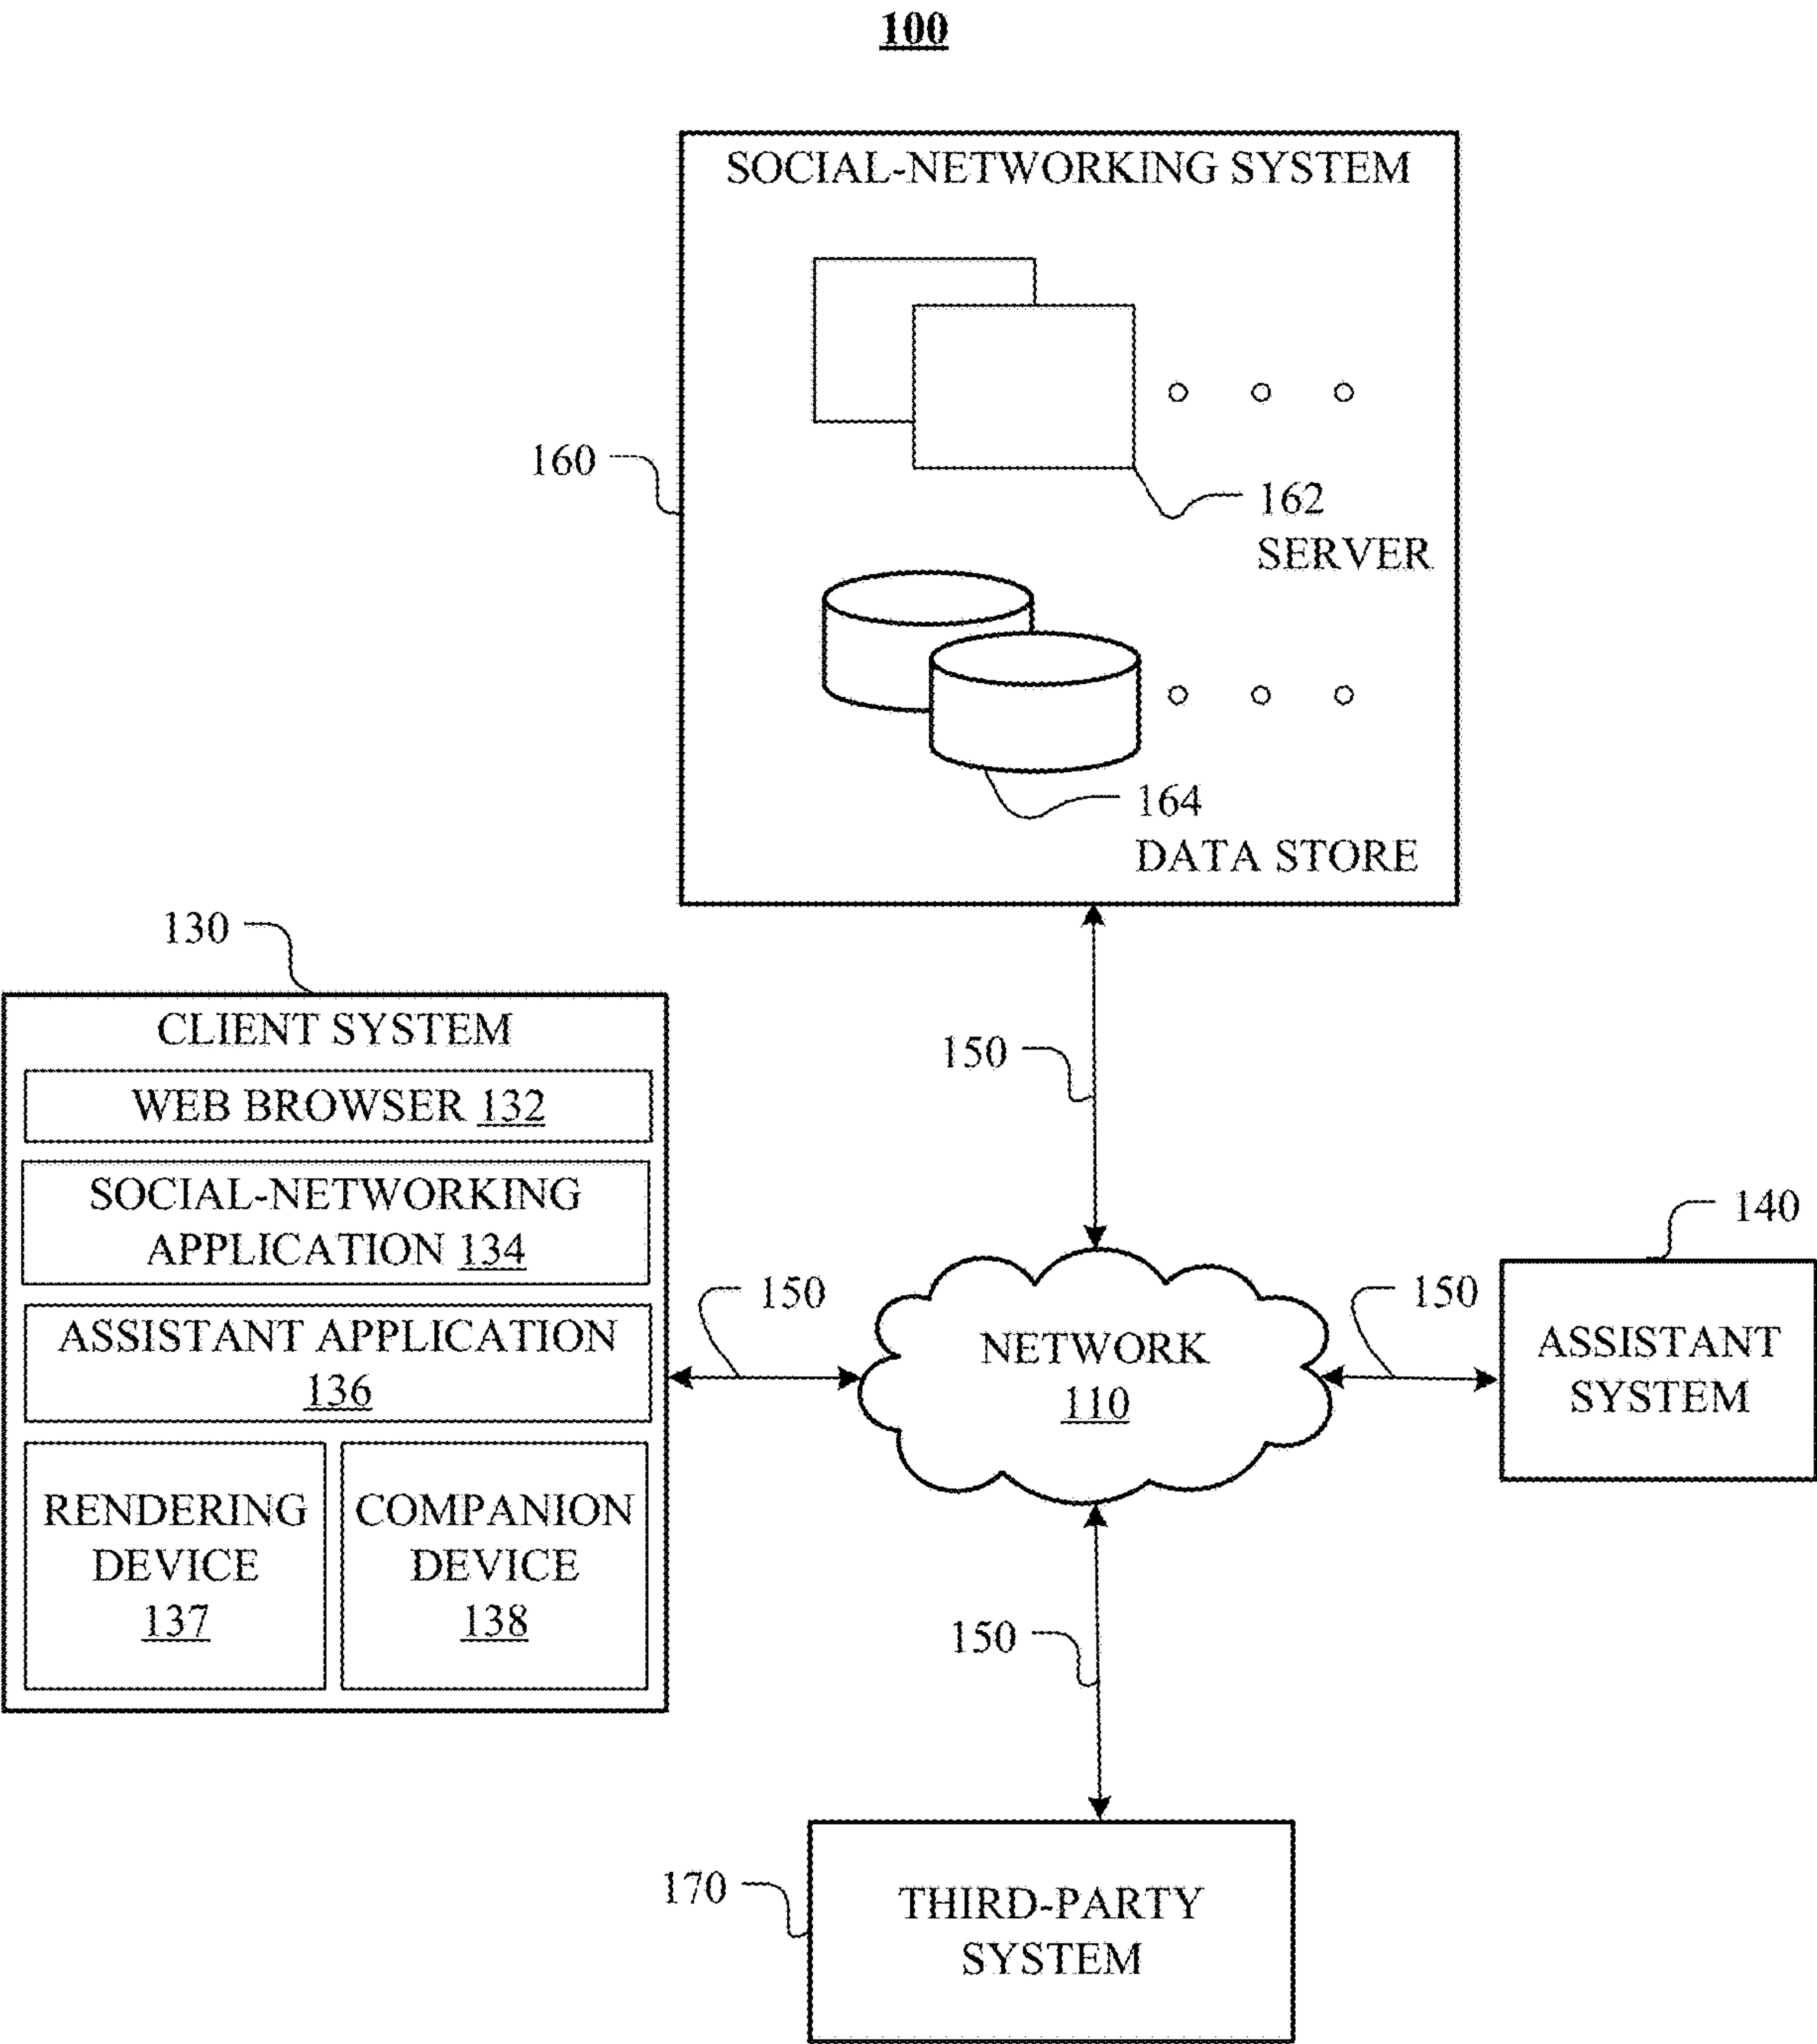 100
SOCIAL-NETWORKING SYSTEM
160
162
SERVER
164
DATA STORE
130
CLIENT SYSTEM
WEB BROWSER 132
SOCIAL-NETWORKING
APPLICATION 134
ASSISTANT APPLICATION
136
RENDERING
DEVICE
137
COMPANION
DEVICE
138
150
150
NETWORK
110
150
140
ASSISTANT
SYSTEM
150
170
THIRD-PARTY
SYSTEM